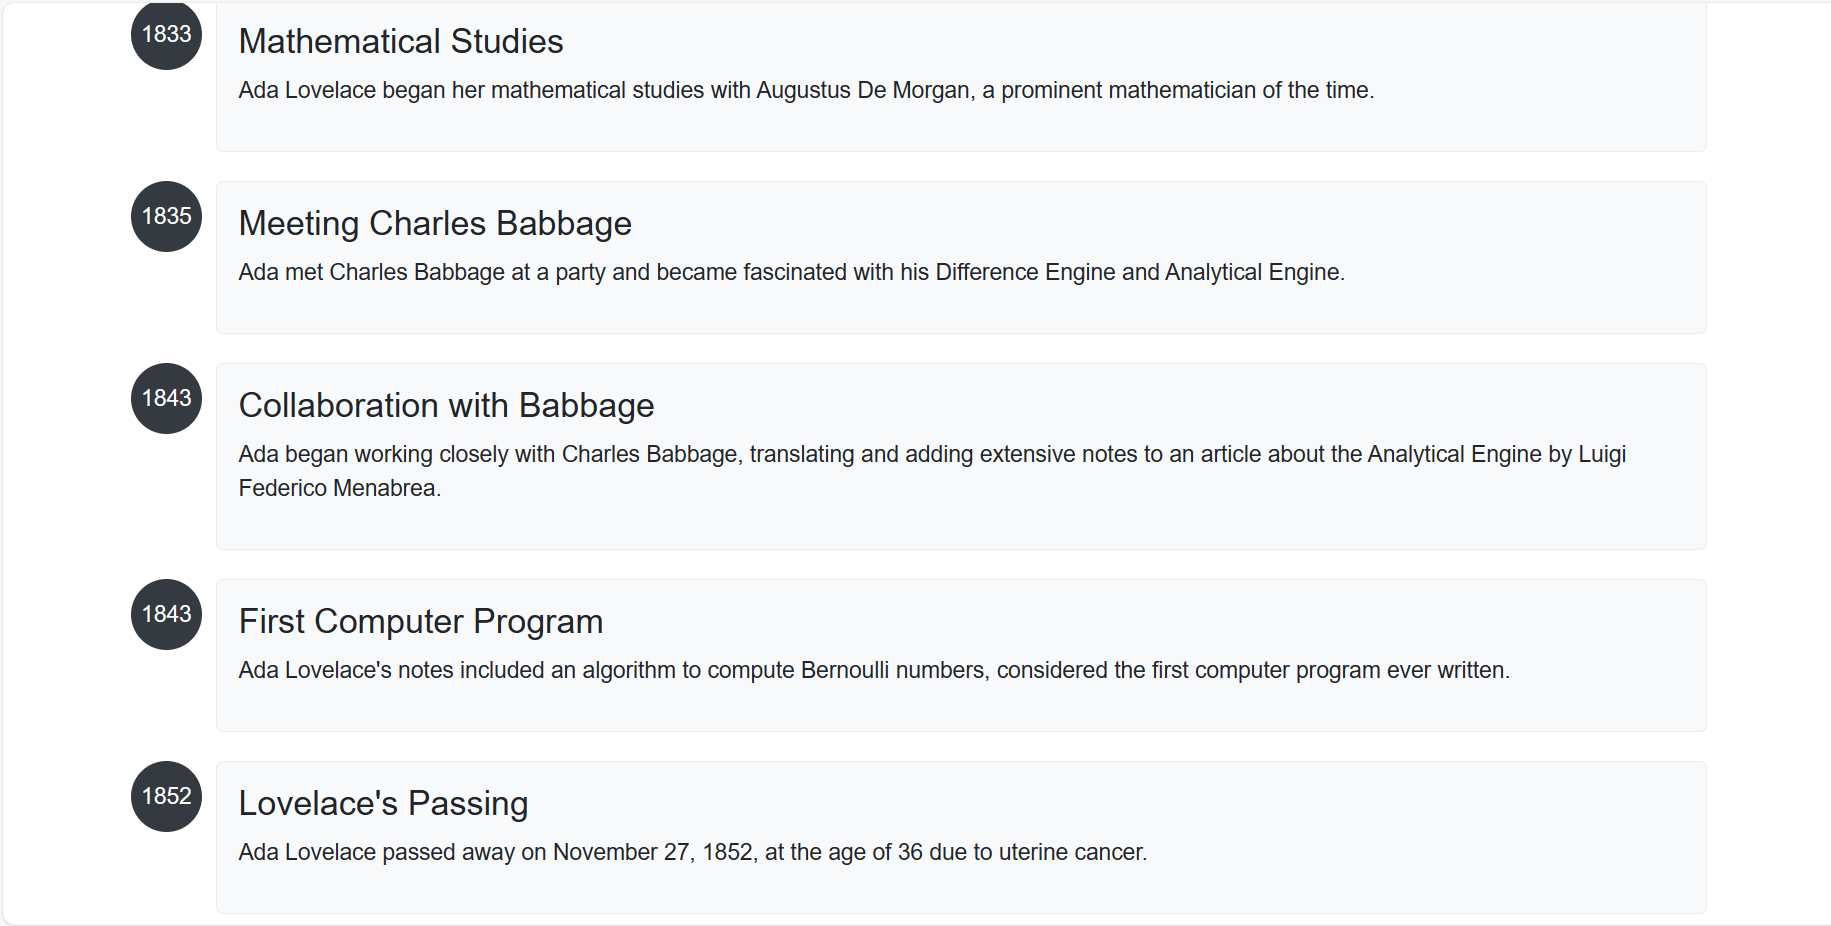 1833
Mathematical Studies
Ada Lovelace began her mathematical studies with Augustus De Morgan, a prominent mathematician of the time.
1835
Meeting Charles Babbage
Ada met Charles Babbage at a party and became fascinated with his Difference Engine and Analytical Engine.
1843
Collaboration with Babbage
Ada began working closely with Charles Babbage, translating and adding extensive notes to an article about the Analytical Engine by Luigi
Federico Menabrea.
1843
First Computer Program
Ada Lovelace's notes included an algorithm to compute Bernoulli numbers, considered the first computer program ever written.
1852
Lovelace's Passing
Ada Lovelace passed away on November 27, 1852, at the age of 36 due to uterine cancer.